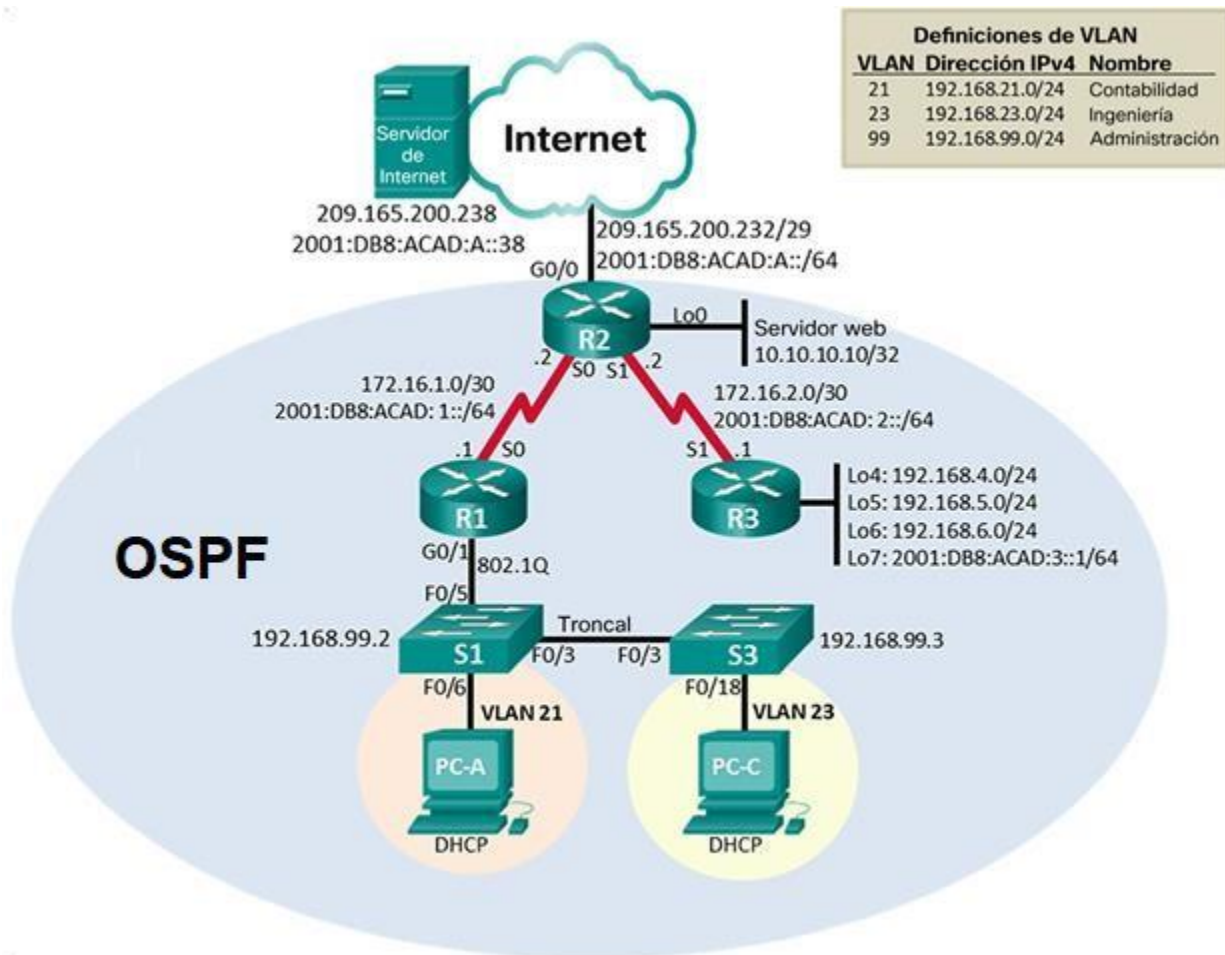 Definiciones de VLAN
VLAN Dirección IPv4 Nombre
21 192.168.21.0/24 Contabilidad
23 192.168.23.0/24 Ingeniería
99 192.168.99.0/24 Administración
Servidor
de
Internet
Internet
209.165.200.238
2001:DB8:ACAD:A::38
209.165.200.232/29
2001:DB8:ACAD:A::/64
G0/0
R2
Lo0
Servidor web
10.10.10.10/32
.2
S0
S1
.2
172.16.1.0/30
2001:DB8:ACAD: 1::/64
172.16.2.0/30
2001:DB8:ACAD: 2::/64
.1
S0
S1
.1
R1
R3
Lo4: 192.168.4.0/24
Lo5: 192.168.5.0/24
Lo6: 192.168.6.0/24
Lo7: 2001:DB8:ACAD:3::1/64
OSPF
G0/1
802.1Q
F0/5
192.168.99.2
S1
Troncal
F0/3
F0/3
S3
192.168.99.3
F0/6
VLAN 21
F0/18
VLAN 23
PC-A
DHCP
PC-C
DHCP